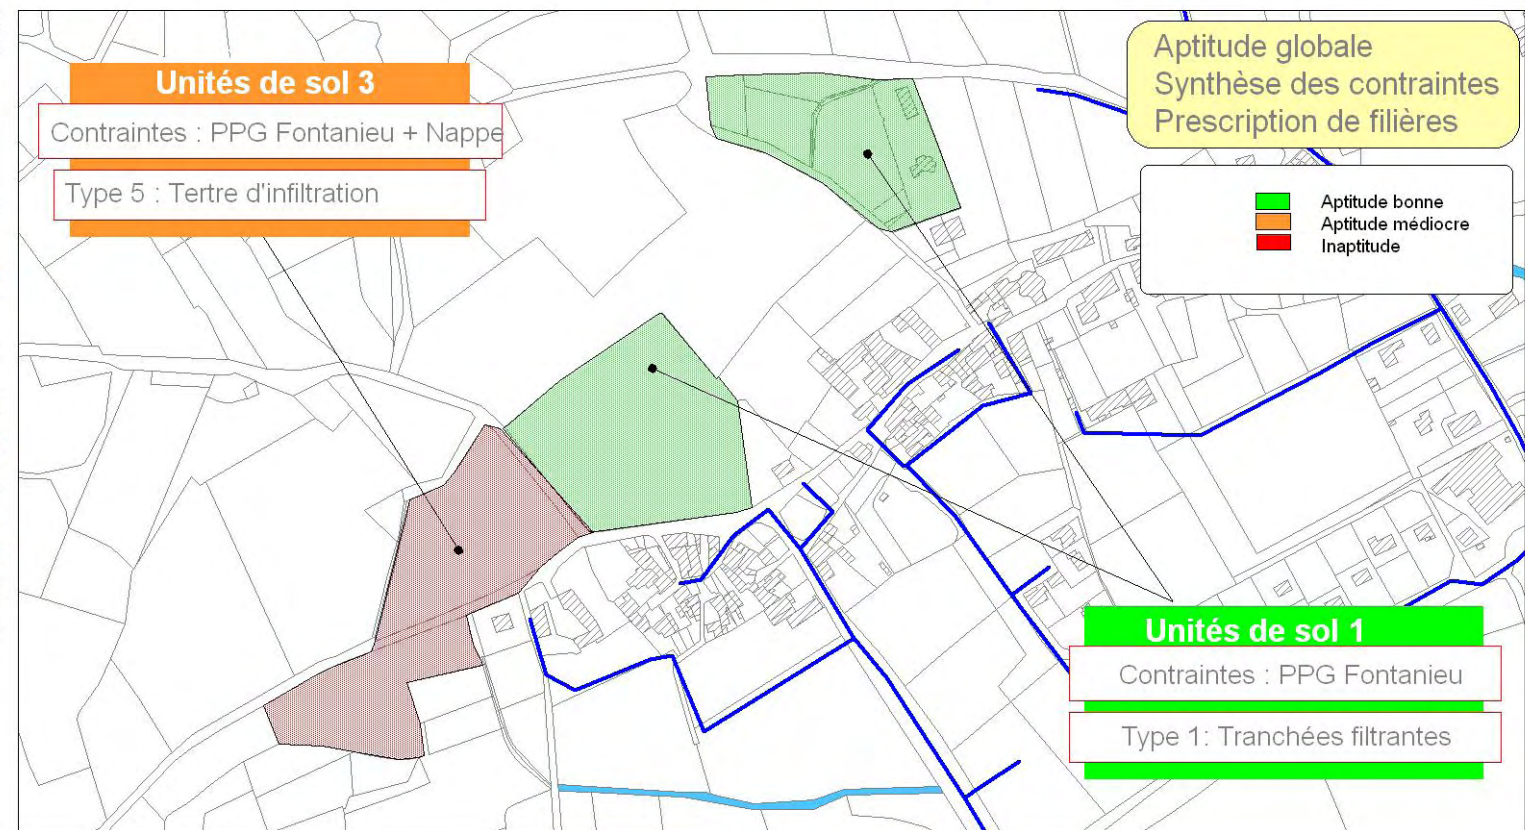 Unités de sol 3
Contraintes : PPG Fontanieu + Nappe
Type 5 : Tertre d'infiltration
Aptitude globale
Synthèse des contraintes
Prescription de filières
Aptitude bonne
Aptitude médiocre
Inaptitude
Unités de sol 1
Contraintes : PPG Fontanieu
Type 1: Tranchées filtrantes